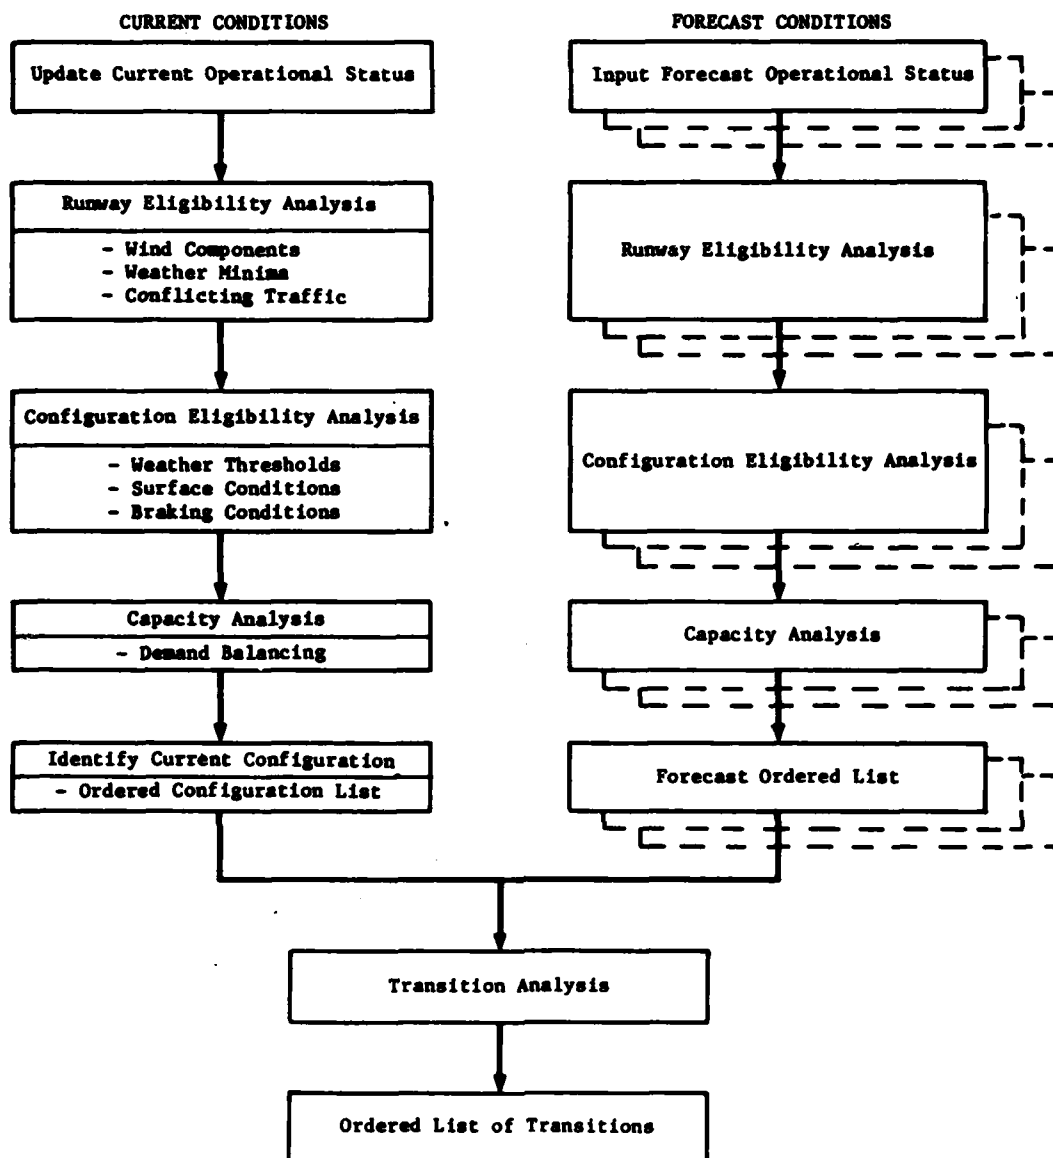 CURRENT CONDITIONS
Update Current Operational Status
Runway Eligibility Analysis
- Wind Components
- Weather Minima
- Conflicting Traffic
Configuration Eligibility Analysis
- Weather Thresholds
- Surface Conditions
- Braking Conditions
Capacity Analysis
- Demand Balancing
Identify Current Configuration
- Ordered Configuration List
FORECAST CONDITIONS
Input Forecast Operational Status
Runway Eligibility Analysis
Configuration Eligibility Analysis
Capacity Analysis
Forecast Ordered List
Transition Analysis
Ordered List of Transitions